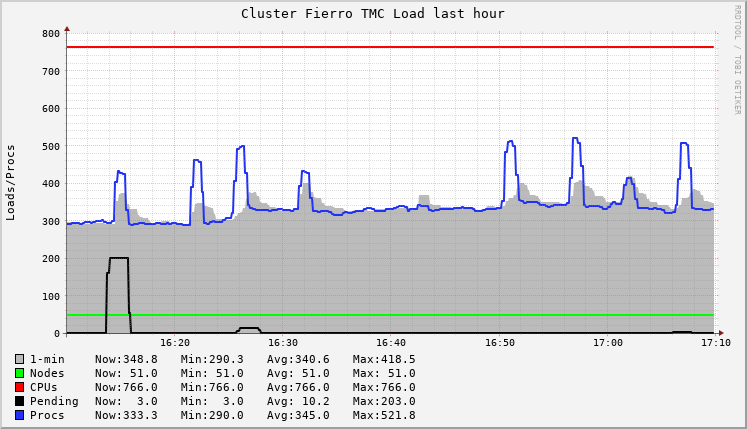 Cluster Fierro TMC Load last hour
RRDTOOL / TOBI OETIKER
Loads/Procs
800
700
600
500
400
300
200
100
0
16:20 16:30 16:40 16:50 17:00 17:10
1-min Now:348.8 Min:290.3 Avg:340.6 Max:418.5
Nodes Now: 51.0 Min: 51.0 Avg: 51.0 Max: 51.0
CPUs Now:766.0 Min:766.0 Avg:766.0 Max:766.0
Pending Now: 3.0 Min: 3.0 Avg: 10.2 Max:203.0
Procs Now:333.3 Min:290.0 Avg:345.0 Max:521.8